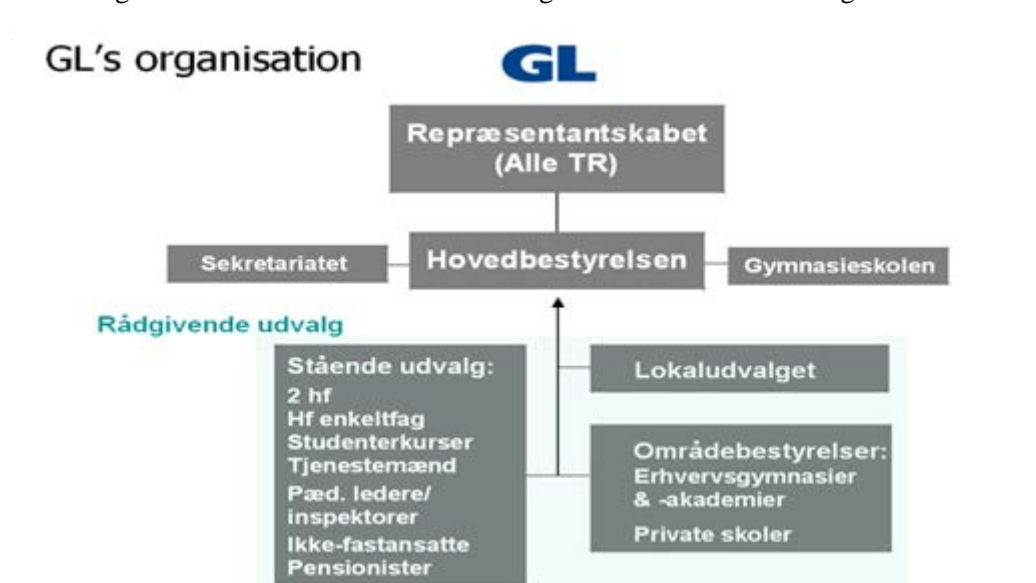 GL's organisation
GL
Repræsentantskabet
(Alle TR)
Sekretariatet
Hovedbestyrelsen
Gymnasieskolen
Rådgivende udvalg
Stående udvalg:
2 hf
Hf enkeltfag
Studenterkurser
Tjenestemænd
Pæd. ledere/
inspektorer
Ikke-fastansatte
Pensionister
Lokaludvalget
Områdebestyrelser:
Erhvervsgymnasier
& -akademier
Private skoler